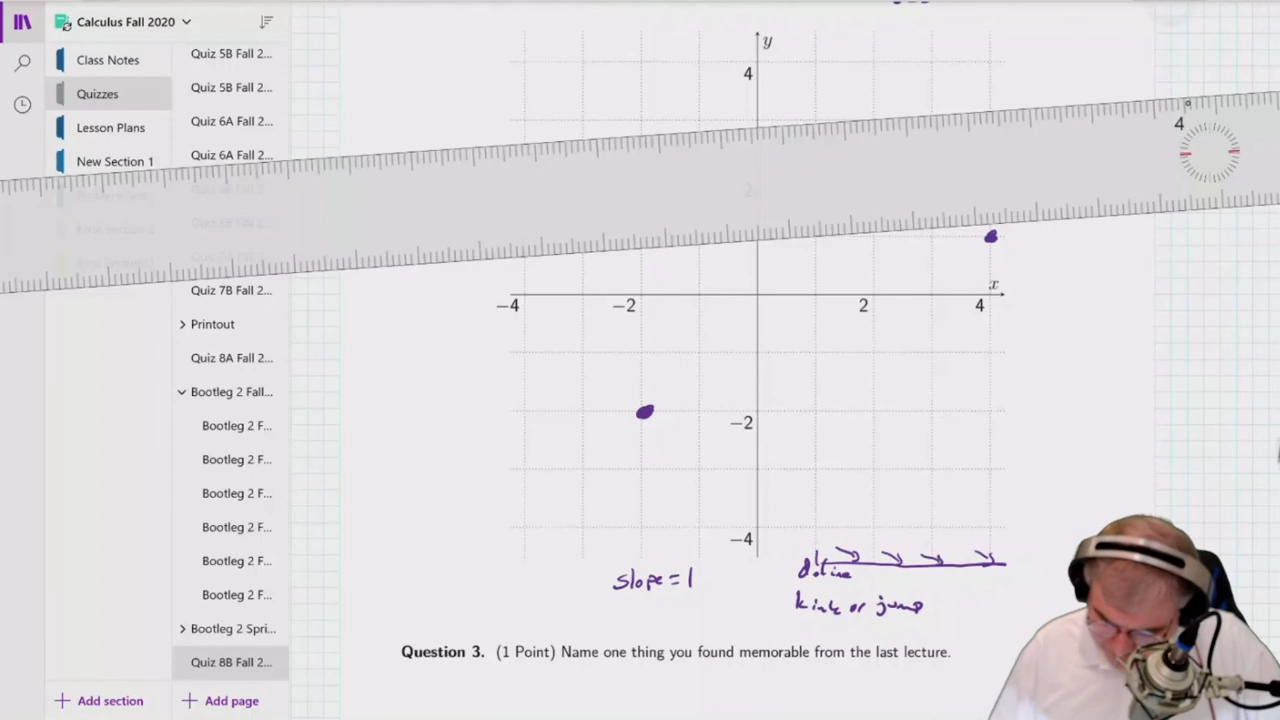 Calculus Fall 2020
Class Notes
Quizzes
Lesson Plans
New Section 1
Quiz 5B Fall 2...
Quiz 5B Fall 2...
Quiz 6A Fall 2...
Quiz 6A Fall 2...
Quiz 7B Fall 2...
Printout
Quiz 8A Fall 2...
Bootleg 2 Fall...
Bootleg 2 F...
Bootleg 2 F...
Bootleg 2 F...
Bootleg 2 F...
Bootleg 2 F...
Bootleg 2 F...
Bootleg 2 Spri...
Quiz 8B Fall 2...
Add section
Add page
y
4
4°
2
x
−4 −2 2 4
−2
−4
slope = 1
kink or jump
Question 3. (1 Point) Name one thing you found memorable from the last lecture.